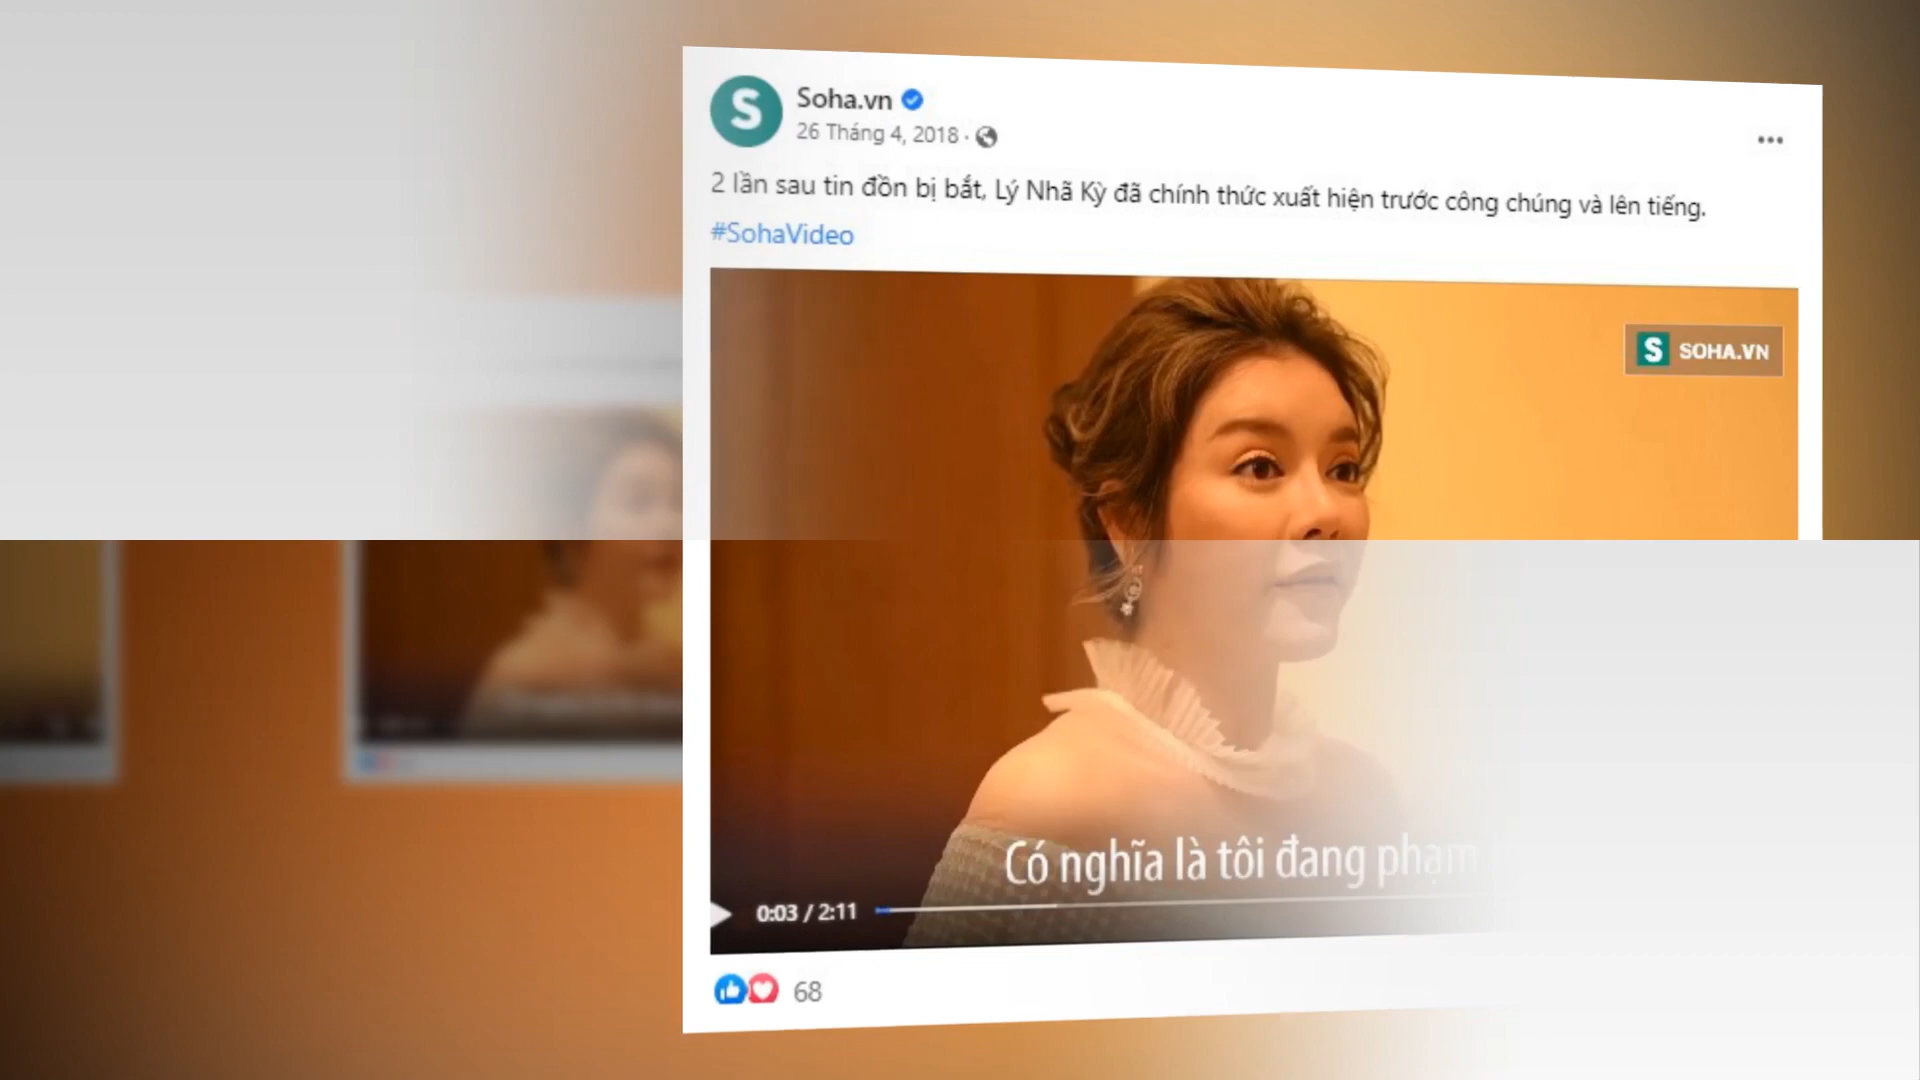 Soha.vn
26 Tháng 4, 2018 ·
2 lần sau tin đồn bị bắt, Lý Nhã Kỳ đã chính thức xuất hiện trước công chúng và lên tiếng.
#SohaVideo
S SOHA.VN
Có nghĩa là tôi đang phạm
0:03 / 2:11
68